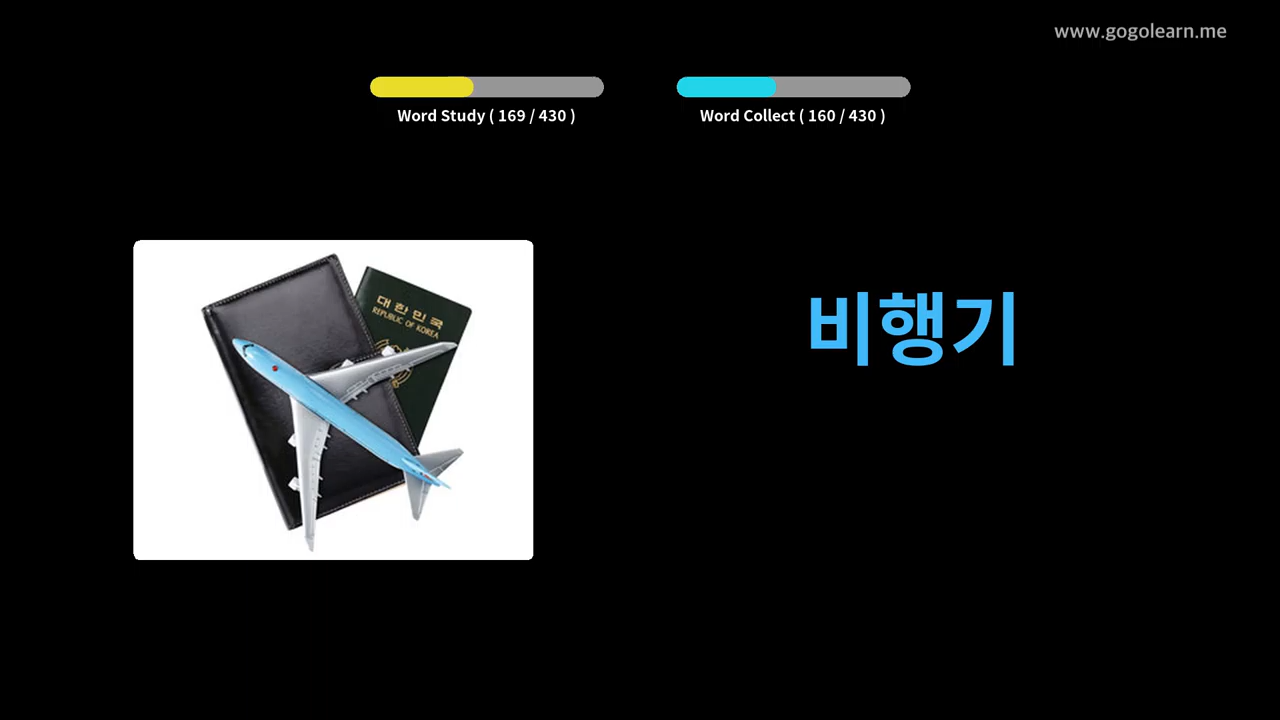 www.gogolearn.me
Word Study ( 169 / 430 )
Word Collect ( 160 / 430 )
대한민국
REPUBLIC OF KOREA
비행기